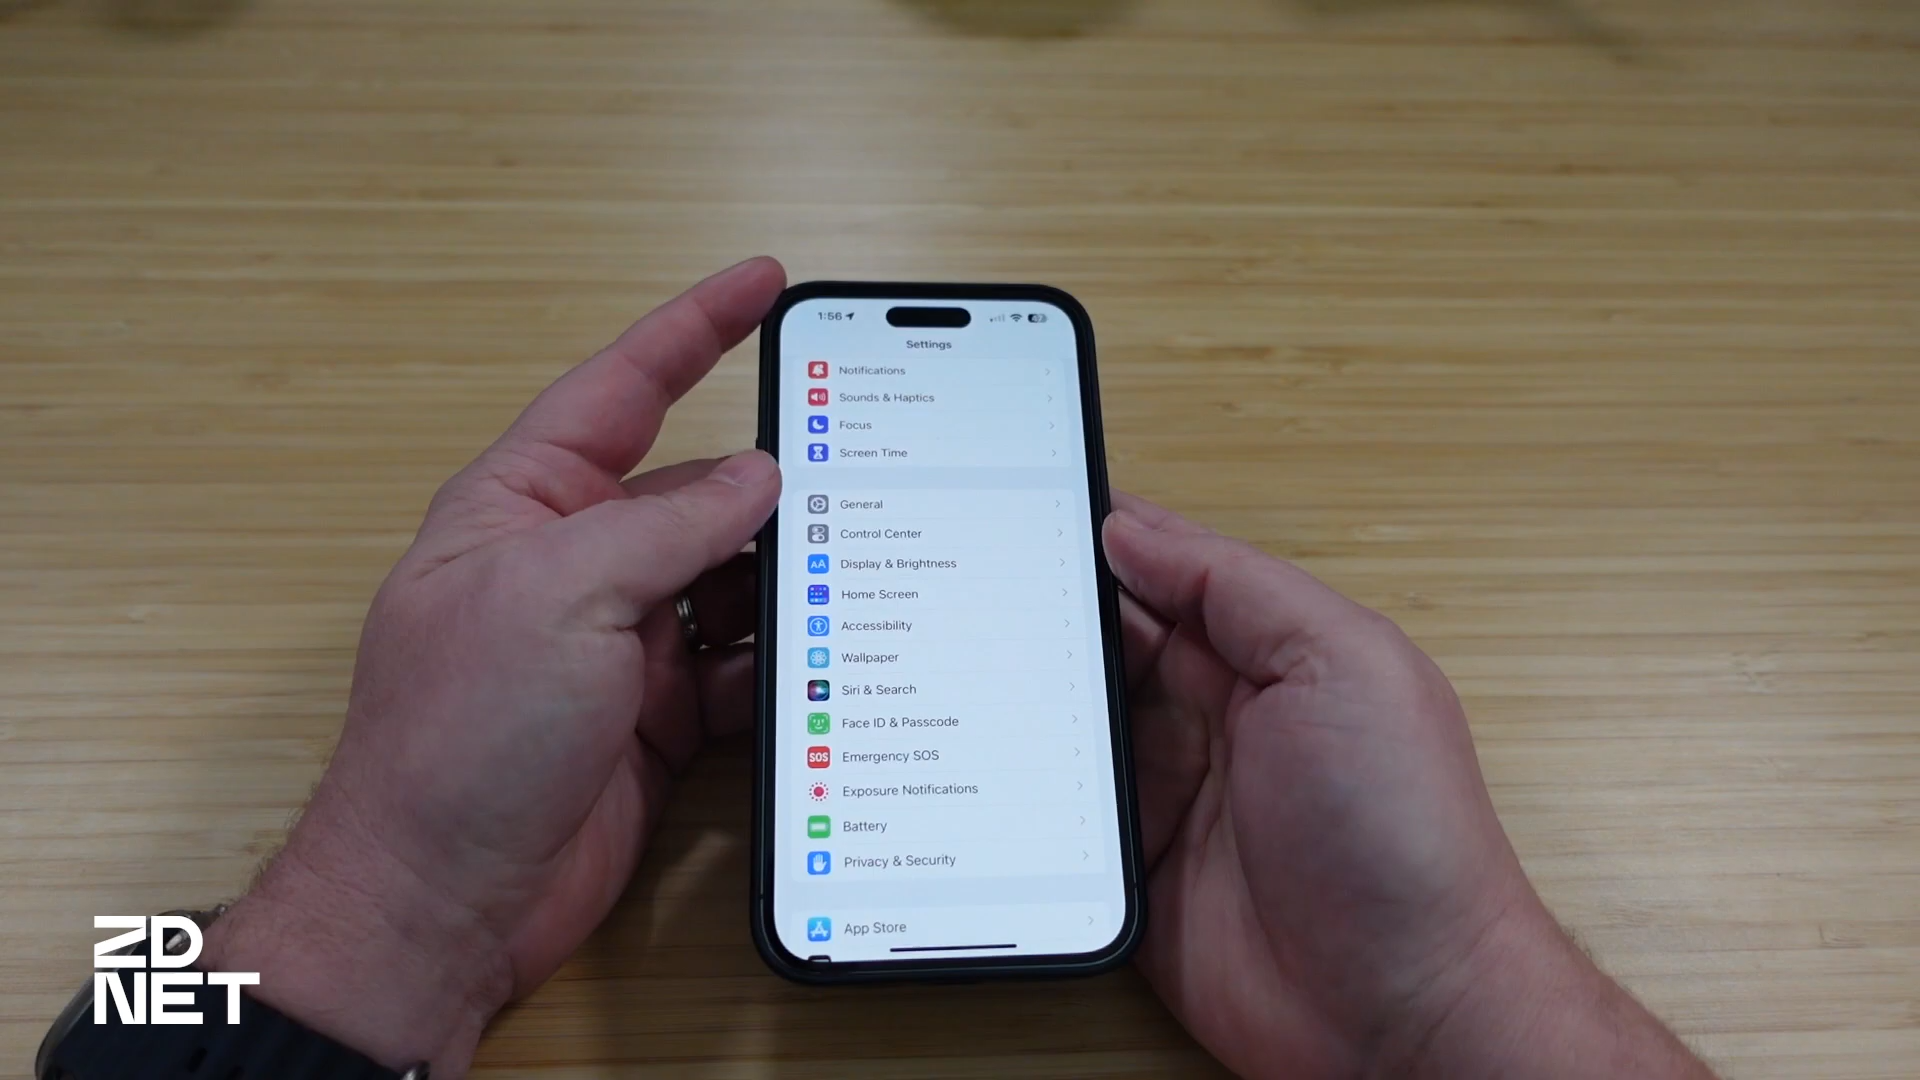 1:56
Settings
Notifications
Sounds & Haptics
Focus
Screen Time
General
Control Center
AA
Display & Brightness
Home Screen
Accessibility
Wallpaper
Siri & Search
Face ID & Passcode
SOS
Emergency SOS
Exposure Notifications
Battery
Privacy & Security
App Store
ZD
NET